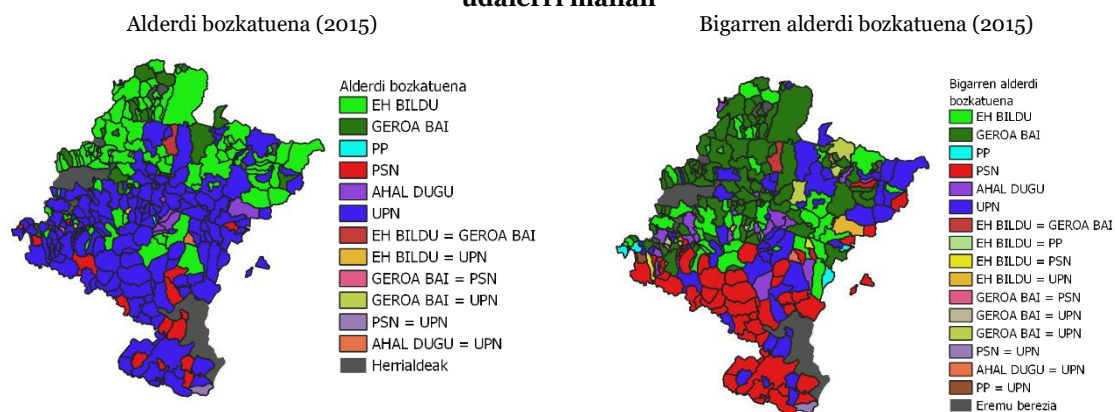 udalerri mailan
Alderdi bozkatuena (2015)
Bigarren alderdi bozkatuena (2015)
Alderdi bozkatuena
EH BILDU
GEROA BAI
PP
PSN
AHAL DUGU
UPN
EH BILDU = GEROA BAI
EH BILDU = UPN
GEROA BAI = PSN
GEROA BAI = UPN
PSN = UPN
AHAL DUGU = UPN
Herrialdeak
Bigarren alderdi
bozkatuena
EH BILDU
GEROA BAI
PP
PSN
AHAL DUGU
UPN
EH BILDU = GEROA BAI
EH BILDU = PP
EH BILDU = PSN
EH BILDU = UPN
GEROA BAI = PSN
GEROA BAI = UPN
GEROA BAI = UPN
PSN = UPN
AHAL DUGU = UPN
PP = UPN
Eremu berezia